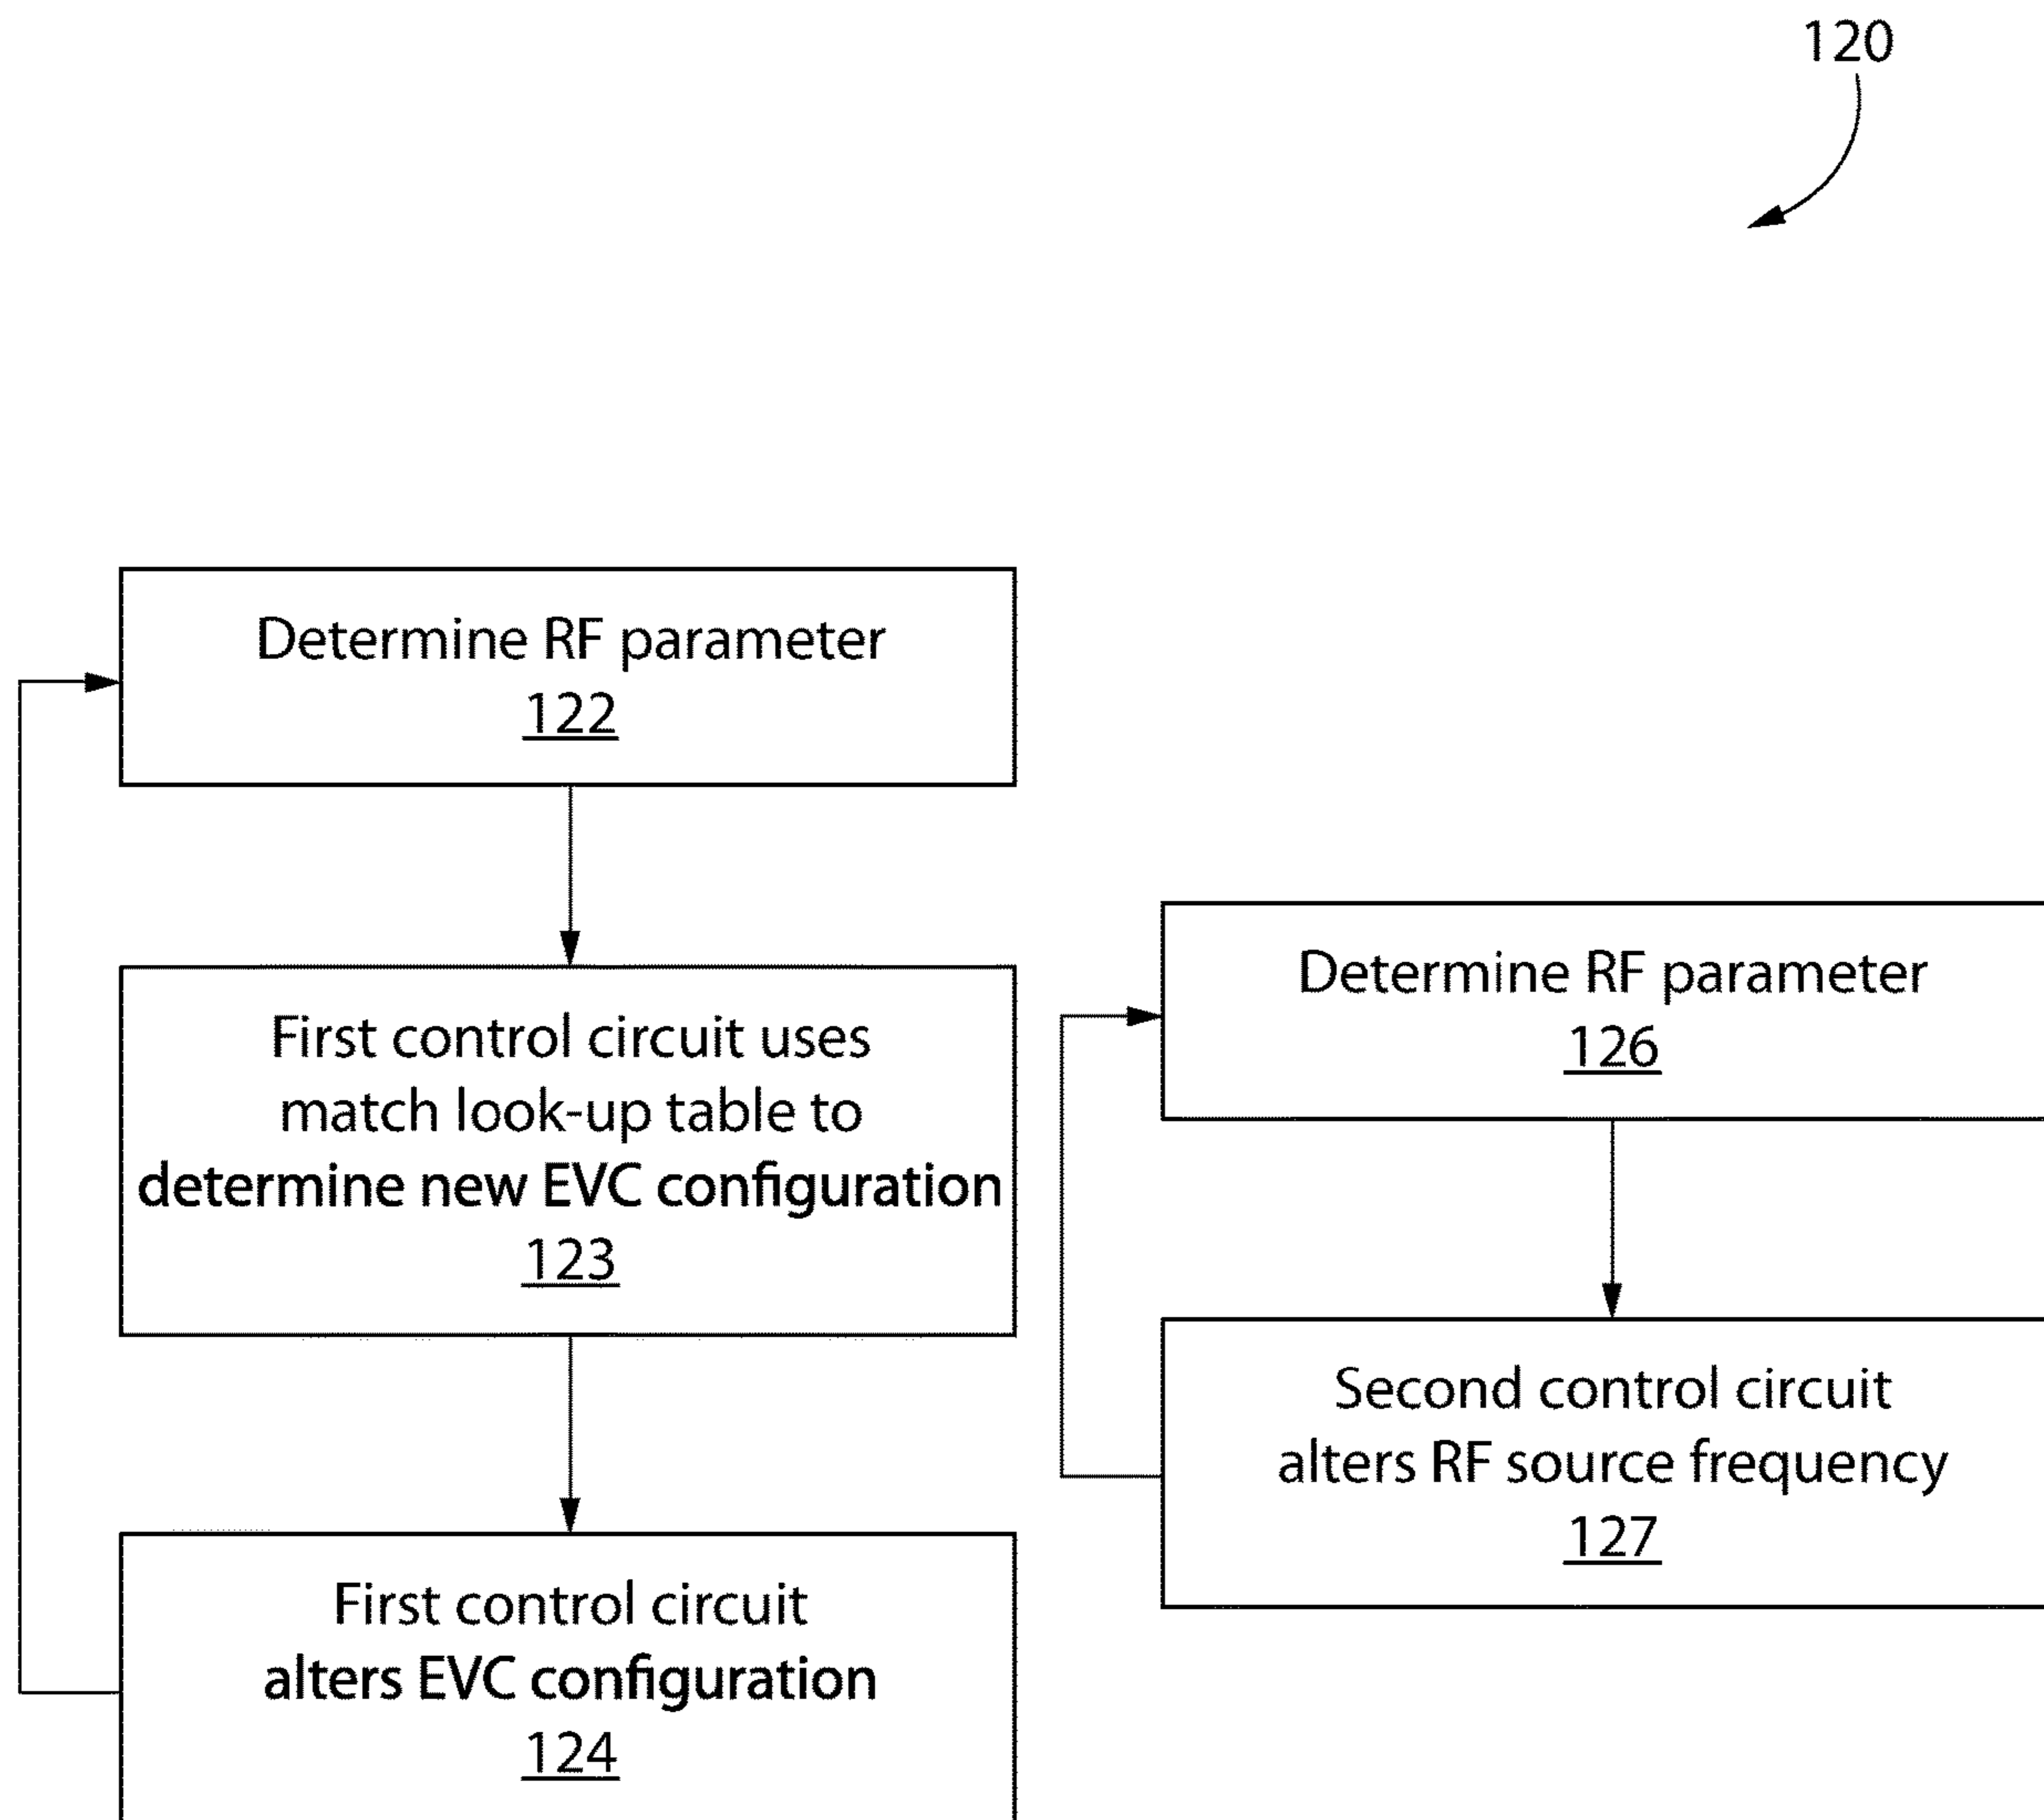 120
Determine RF parameter
122
First control circuit uses
match look-up table to
determine new EVC configuration
123
First control circuit
alters EVC configuration
124
Determine RF parameter
126
Second control circuit
alters RF source frequency
127